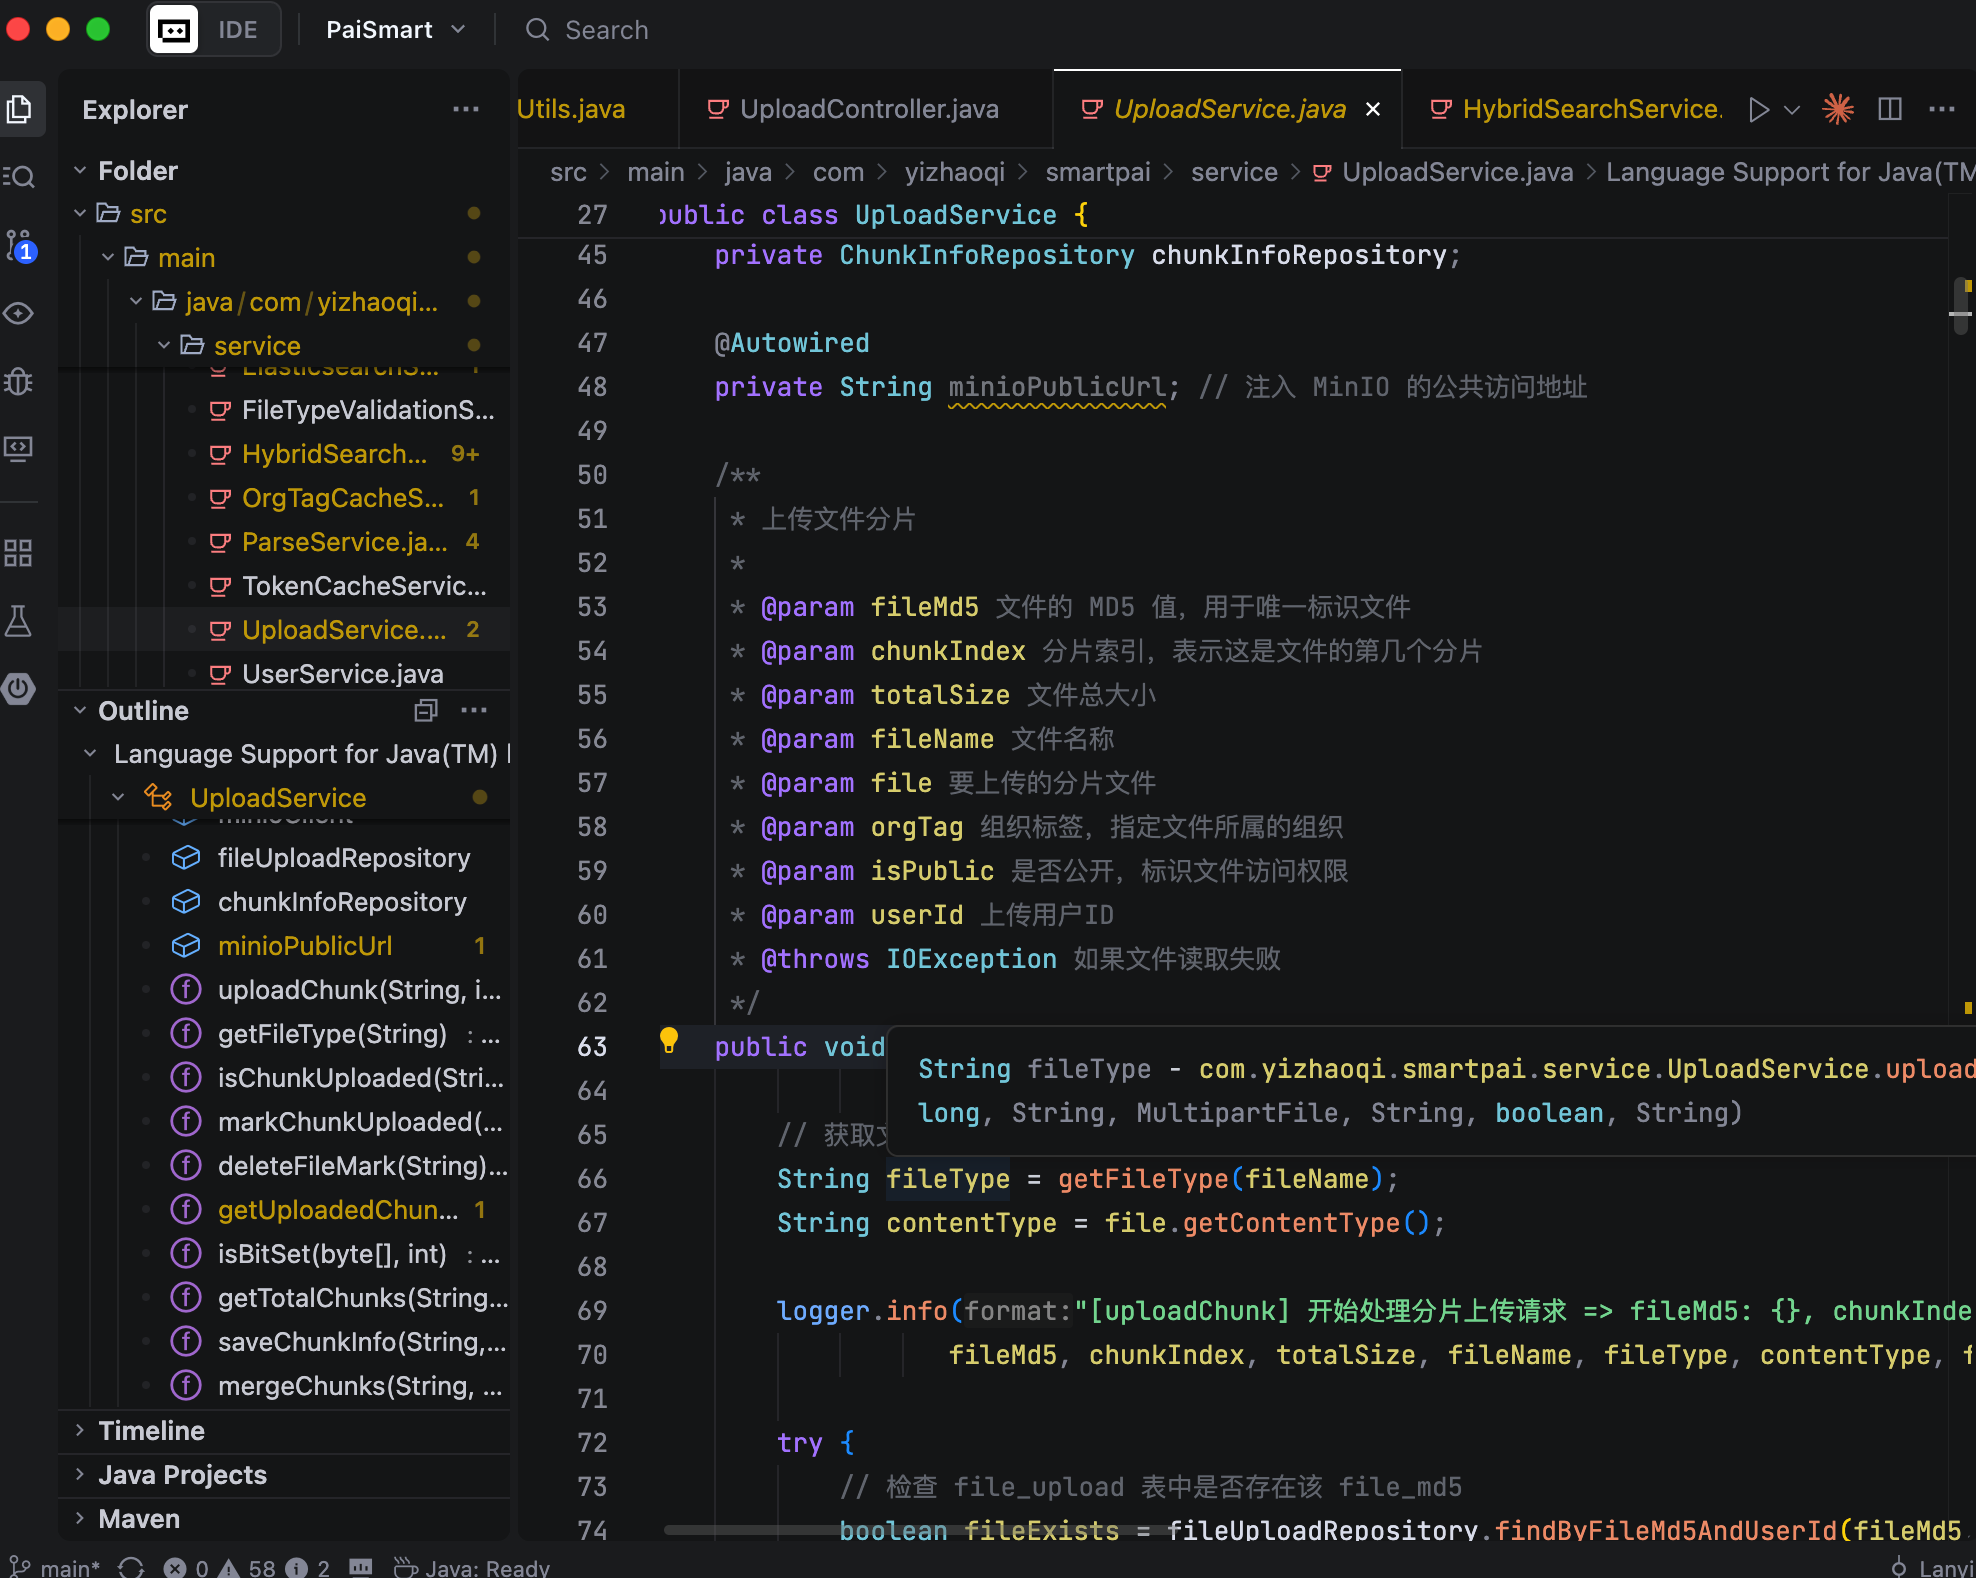 IDE
PaiSmart
Search
Explorer
Utils.java
UploadController.java
UploadService.java
HybridSearchService.
Folder
src > main > java > com > yizhaoqi > smartpai > service > UploadService.java > Language Support for Java(TM
src
main
java/com/yizhaoqi...
service
FileTypeValidationS...
HybridSearch... 9+
OrgTagCacheS... 1
ParseService.ja... 4
TokenCacheServic...
UploadService.... 2
UserService.java
Outline
Language Support for Java(TM)
UploadService
fileUploadRepository
chunkInfoRepository
minioPublicUrl 1
uploadChunk(String, i...
getFileType(String) : ...
isChunkUploaded(Stri...
markChunkUploaded(...
deleteFileMark(String)...
getUploadedChun... 1
isBitSet(byte[], int) : ...
getTotalChunks(String...
saveChunkInfo(String,...
mergeChunks(String, ...
Timeline
Java Projects
Maven
27 public class UploadService {
45 private ChunkInfoRepository chunkInfoRepository;
46
47 @Autowired
48 private String minioPublicUrl; // 注入 MinIO 的公共访问地址
49
50 /**
51 * 上传文件分片
52 *
53 * @param fileMd5 文件的 MD5 值，用于唯一标识文件
54 * @param chunkIndex 分片索引，表示这是文件的第几个分片
55 * @param totalSize 文件总大小
56 * @param fileName 文件名称
57 * @param file 要上传的分片文件
58 * @param orgTag 组织标签，指定文件所属的组织
59 * @param isPublic 是否公开，标识文件访问权限
60 * @param userId 上传用户ID
61 * @throws IOException 如果文件读取失败
62 */
63 public void
String fileType - com.yizhaoqi.smartpai.service.UploadService.upload
long, String, MultipartFile, String, boolean, String)
64
65 // 获取
66 String fileType = getFileType(fileName);
67 String contentType = file.getContentType();
68
69 logger.info(format:"[uploadChunk] 开始处理分片上传请求 => fileMd5: {}, chunkInde
70 fileMd5, chunkIndex, totalSize, fileName, fileType, contentType, f
71
72 try {
73 // 检查 file_upload 表中是否存在该 file_md5
74 boolean fileExists = fileUploadRepository.findByFileMd5AndUserId(fileMd5
main* 0 58 2 Java: Ready
Lanvi
1